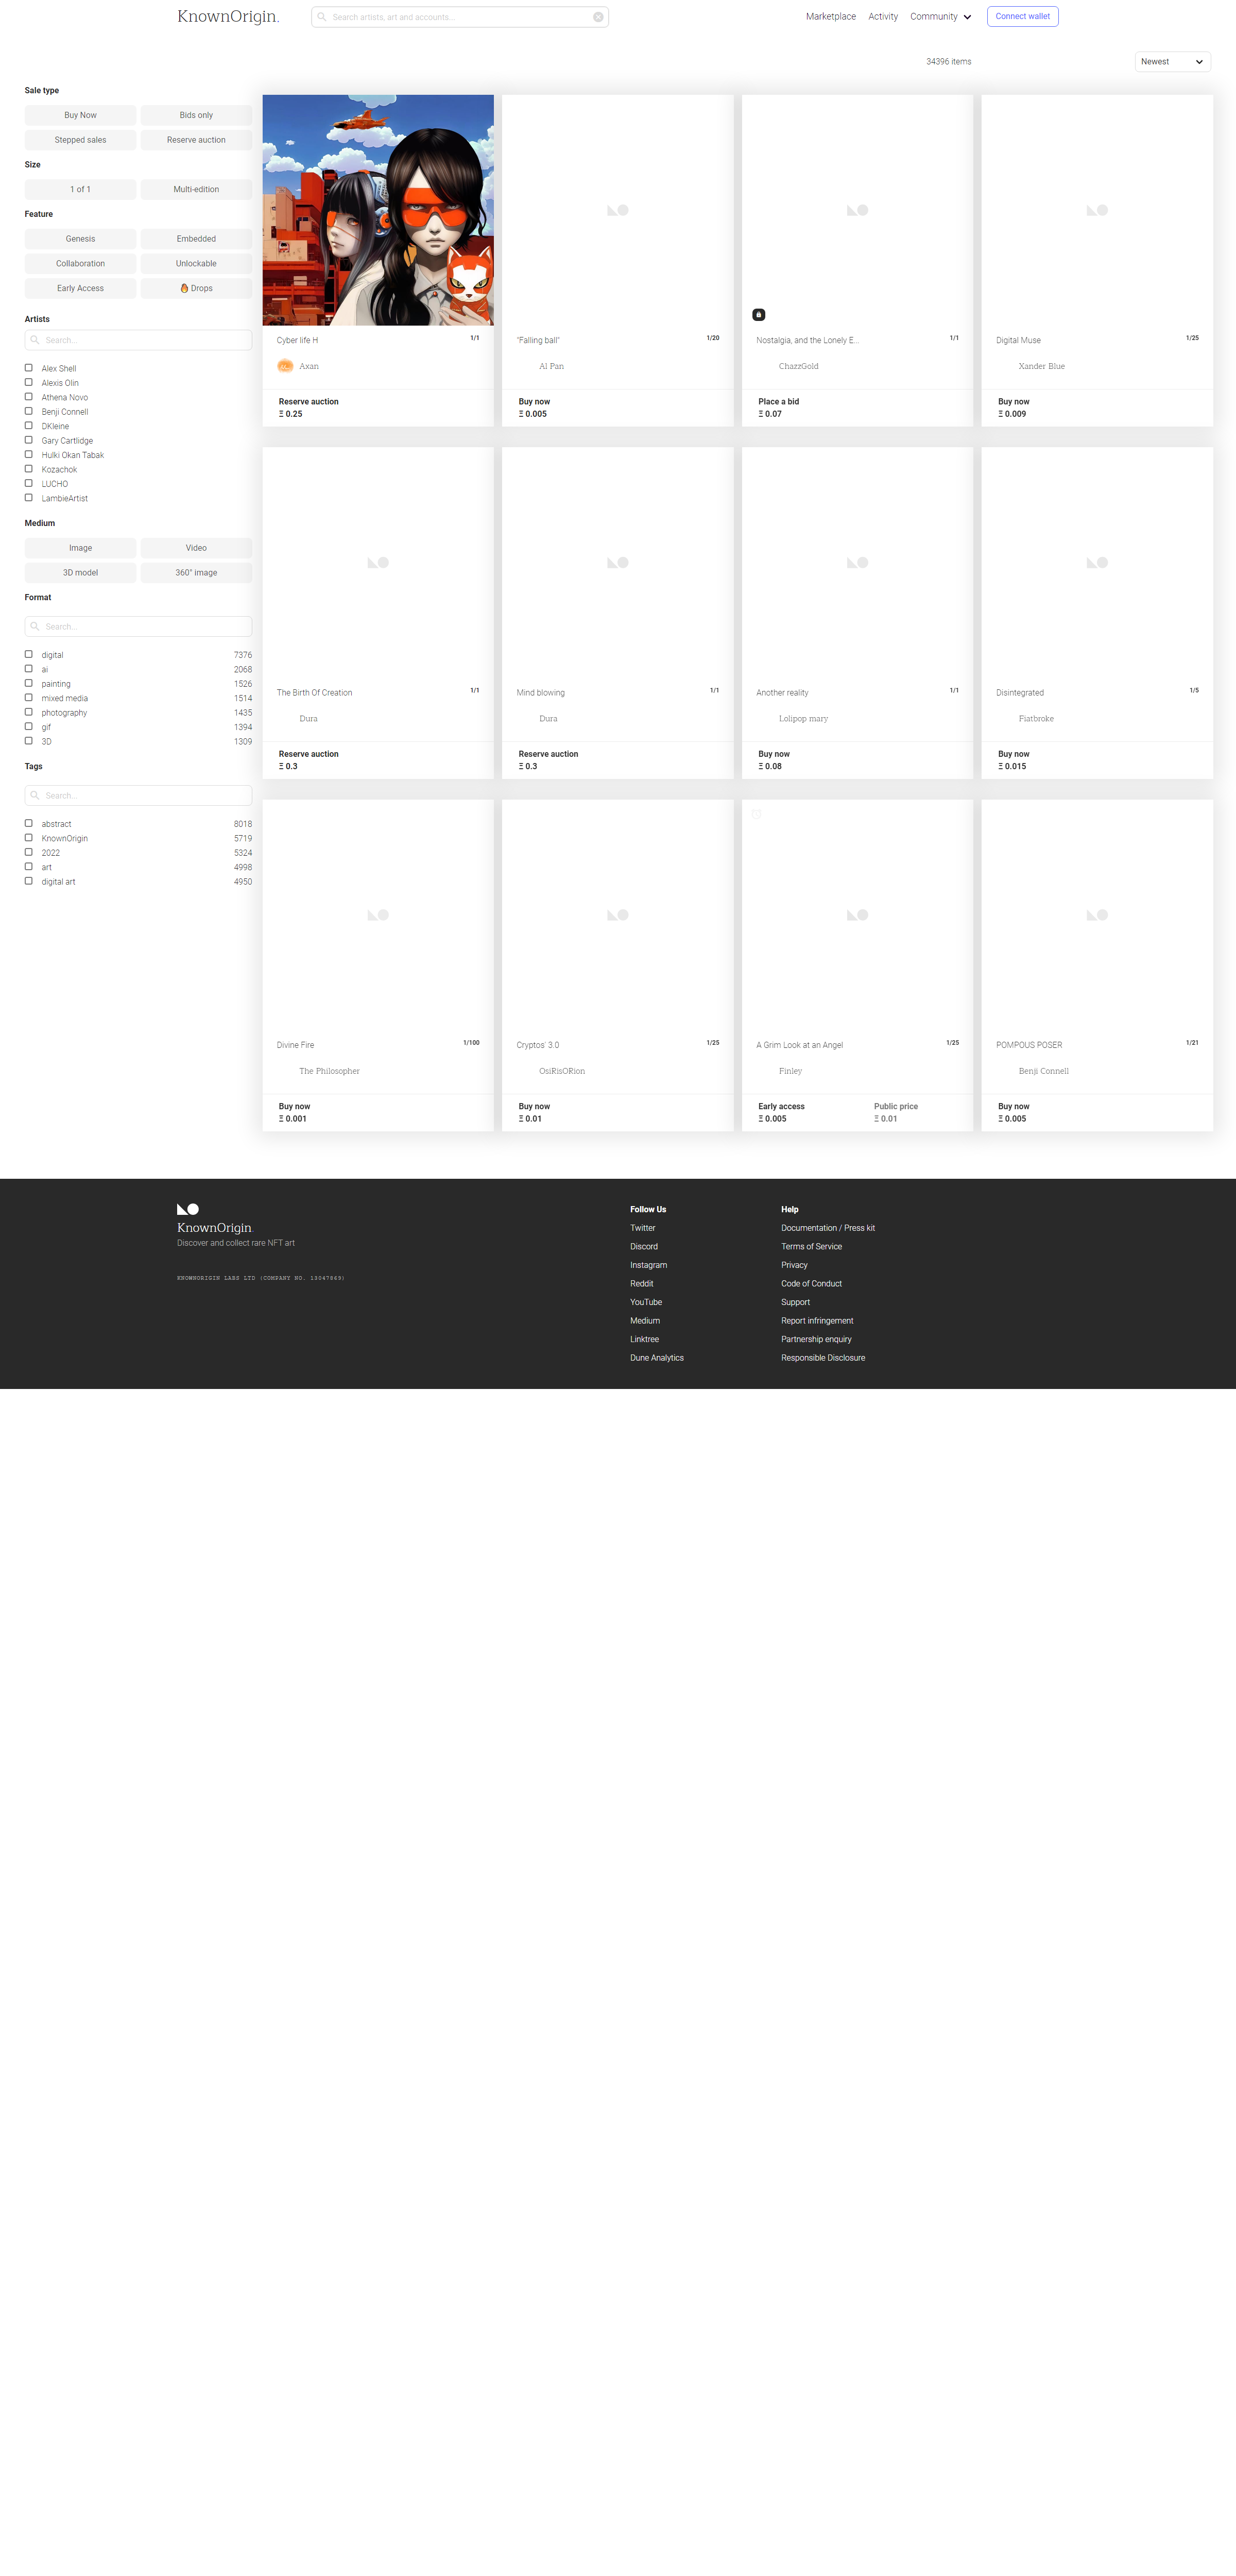 KnownOrigin.
Search artists, art and accounts...
Marketplace
Activity
Community
Connect wallet
34396 items
Newest
Sale type
Buy Now
Bids only
Stepped sales
Reserve auction
Size
1 of 1
Multi-edition
Feature
Genesis
Embedded
Collaboration
Unlockable
Early Access
Drops
Artists
Search...
Alex Shell
Alexis Olin
Athena Novo
Benji Connell
DKleine
Gary Cartlidge
Hulki Okan Tabak
Kozachok
LUCHO
LambieArtist
Medium
Image
Video
3D model
360° image
Format
Search...
digital 7376
ai 2068
painting 1526
mixed media 1514
photography 1435
gif 1394
3D 1309
Tags
Search...
abstract 8018
KnownOrigin 5719
2022 5324
art 4998
digital art 4950
Cyber life H 1/1
Axan
Reserve auction
Ξ 0.25
"Falling ball" 1/20
Al Pan
Buy now
Ξ 0.005
Nostalgia, and the Lonely E... 1/1
ChazzGold
Place a bid
Ξ 0.07
Digital Muse 1/25
Xander Blue
Buy now
Ξ 0.009
The Birth Of Creation 1/1
Dura
Reserve auction
Ξ 0.3
Mind blowing 1/1
Dura
Reserve auction
Ξ 0.3
Another reality 1/1
Lolipop mary
Buy now
Ξ 0.08
Disintegrated 1/5
Fiatbroke
Buy now
Ξ 0.015
Divine Fire 1/100
The Philosopher
Buy now
Ξ 0.001
Cryptos' 3.0 1/25
OsiRisORion
Buy now
Ξ 0.01
A Grim Look at an Angel 1/25
Finley
Early access
Ξ 0.005
Public price
Ξ 0.01
POMPOUS POSER 1/21
Benji Connell
Buy now
Ξ 0.005
KnownOrigin.
Discover and collect rare NFT art
KNOWNORIGIN LABS LTD (COMPANY NO. 13047069)
Follow Us
Twitter
Discord
Instagram
Reddit
YouTube
Medium
Linktree
Dune Analytics
Help
Documentation / Press kit
Terms of Service
Privacy
Code of Conduct
Support
Report infringement
Partnership enquiry
Responsible Disclosure